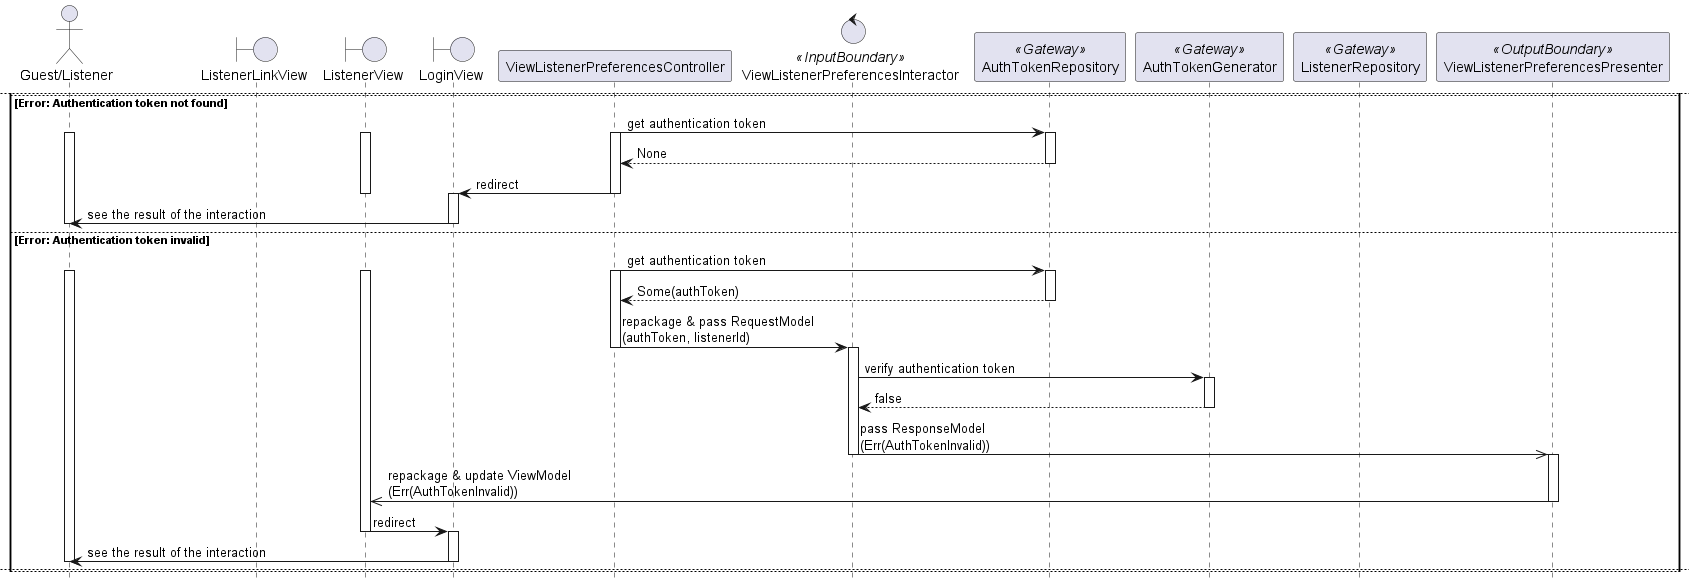 Guest/Listener
ListenerLinkView
ListenerView
LoginView
ViewListenerPreferencesController
«InputBoundary»
ViewListenerPreferencesInteractor
«Gateway»
AuthTokenRepository
«Gateway»
AuthTokenGenerator
«Gateway»
ListenerRepository
«OutputBoundary»
ViewListenerPreferencesPresenter
[Error: Authentication token not found]
get authentication token
None
redirect
see the result of the interaction
[Error: Authentication token invalid]
get authentication token
Some(authToken)
repackage & pass RequestModel
(authToken, listenerId)
verify authentication token
false
pass ResponseModel
(Err(AuthTokenInvalid))
repackage & update ViewModel
(Err(AuthTokenInvalid))
redirect
see the result of the interaction